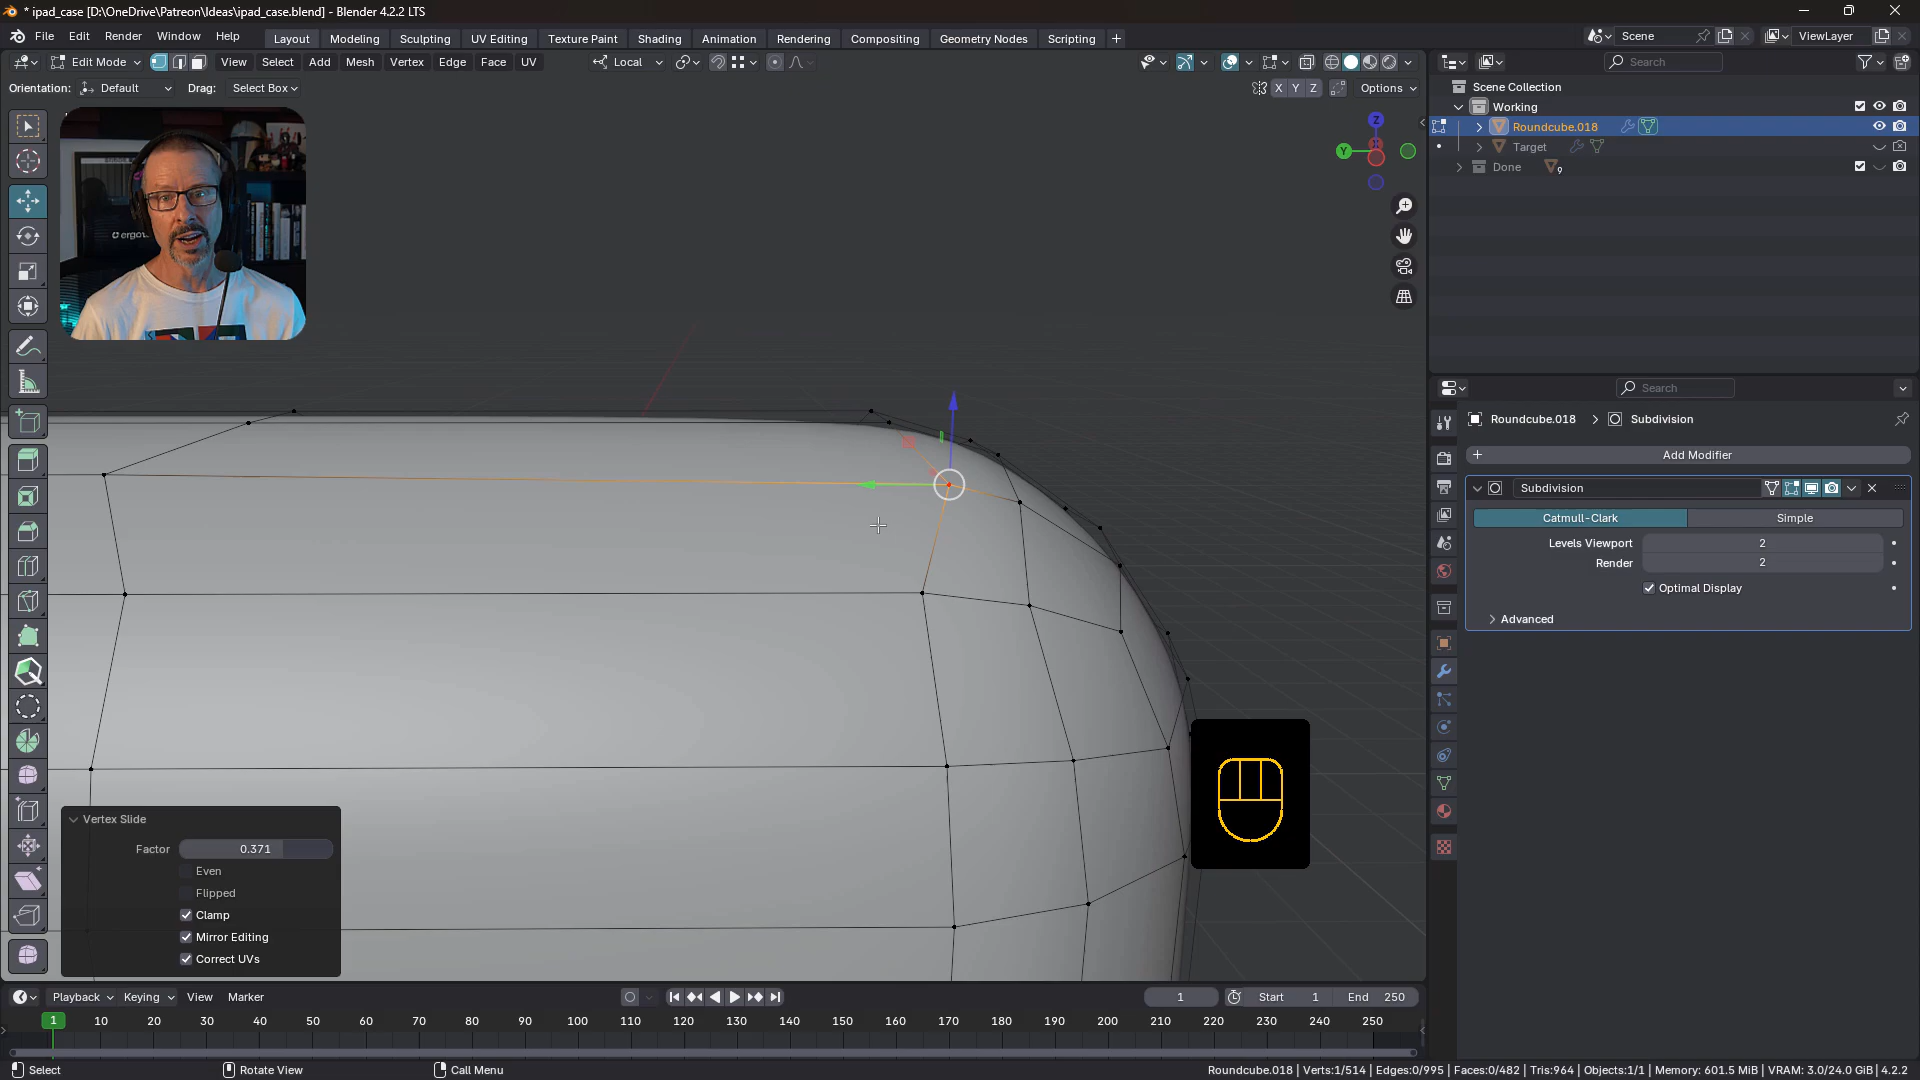 * ipad_case [D:\OneDrive\Patreon\Ideas\ipad_case.blend] - Blender 4.2.2 LTS
File Edit Render Window Help Layout Modeling Sculpting UV Editing Texture Paint Shading Animation Rendering Compositing Geometry Nodes Scripting + Scene ViewLayer
Edit Mode View Select Add Mesh Vertex Edge Face UV Local Search
Orientation: Default Drag: Select Box X Y Z Options
Scene Collection
Working
Roundcube.018
Target
Done 9
Z
Y
ergo
Search
Roundcube.018 > Subdivision
+ Add Modifier
Subdivision
Catmull-Clark Simple
Levels Viewport 2
Render 2
Optimal Display
Advanced
Vertex Slide
Factor 0.371
Even
Flipped
Clamp
Mirror Editing
Correct UVs
Playback Keying View Marker 1 Start 1 End 250
1 10 20 30 40 50 60 70 80 90 100 110 120 130 140 150 160 170 180 190 200 210 220 230 240 250
Select Rotate View Call Menu Roundcube.018 | Verts:1/514 | Edges:0/995 | Faces:0/482 | Tris:964 | Objects:1/1 | Memory: 601.5 MiB | VRAM: 3.0/24.0 GiB | 4.2.2